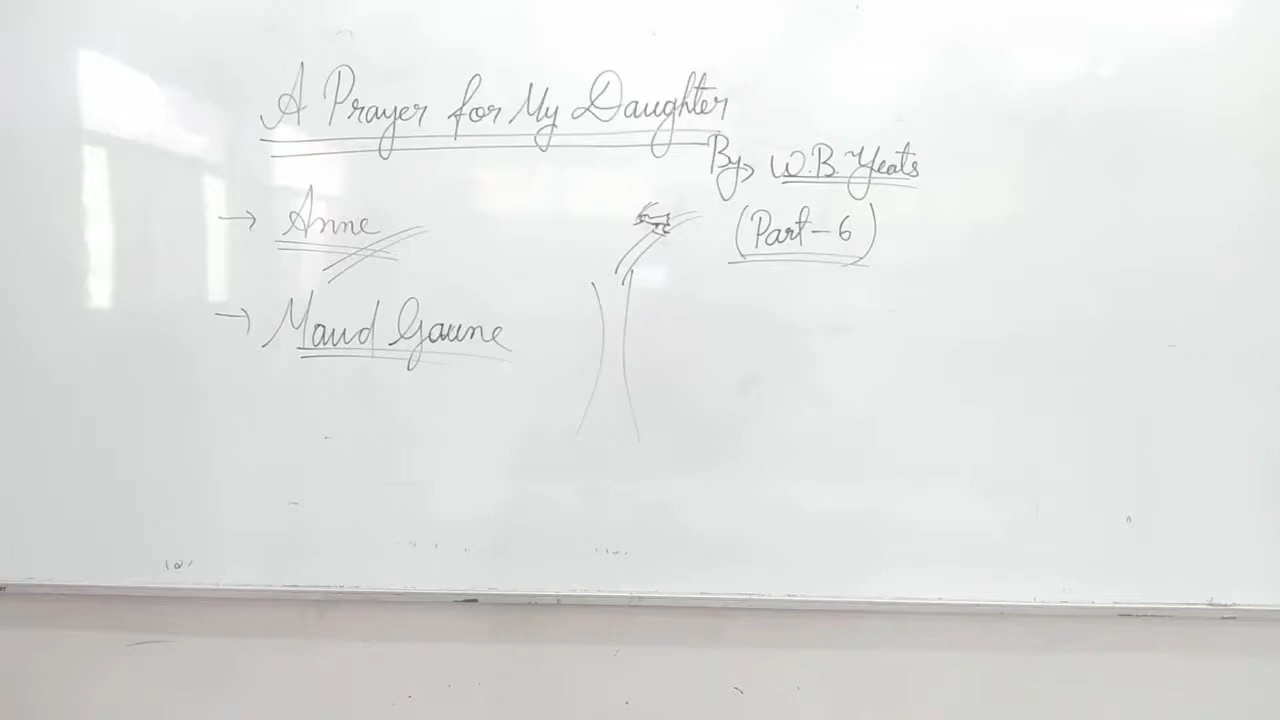 A Prayer for My Daughter
By, W.B. Yeats
(Part-6)
→ Anne
→ Maud Gaune